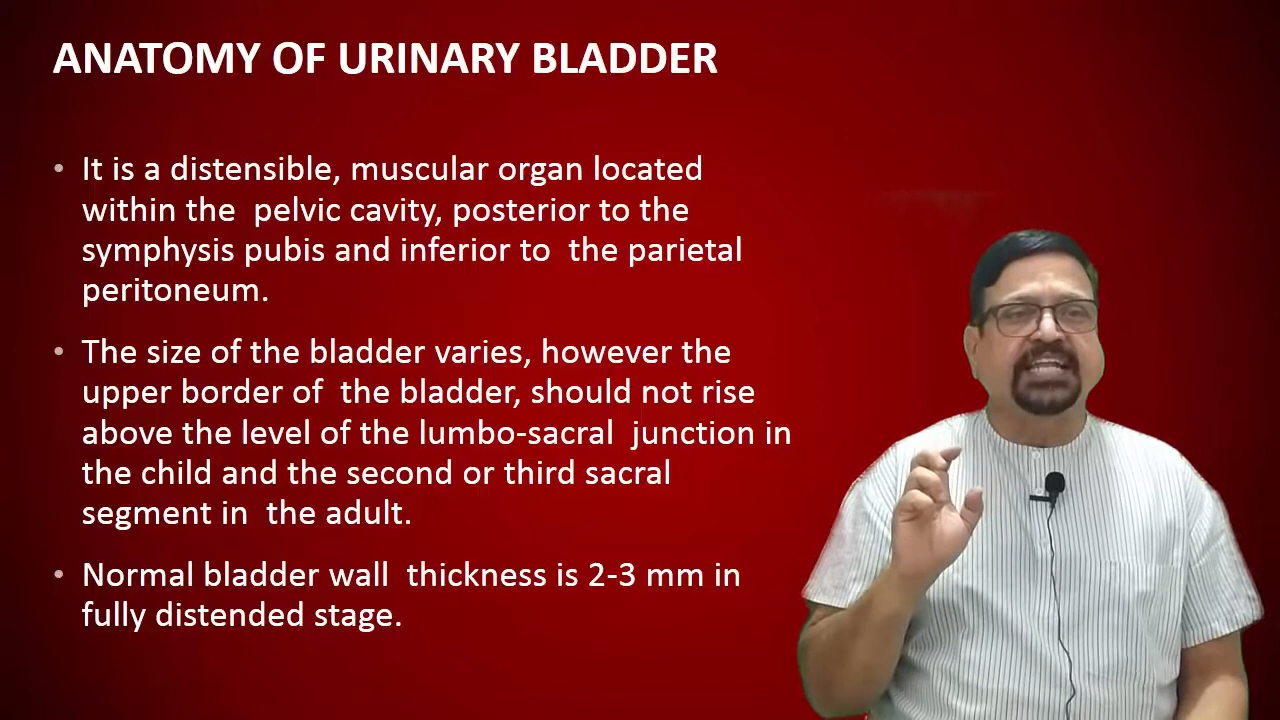 ANATOMY OF URINARY BLADDER
• It is a distensible, muscular organ located
within the pelvic cavity, posterior to the
symphysis pubis and inferior to the parietal
peritoneum.
• The size of the bladder varies, however the
upper border of the bladder, should not rise
above the level of the lumbo-sacral junction in
the child and the second or third sacral
segment in the adult.
• Normal bladder wall thickness is 2-3 mm in
fully distended stage.